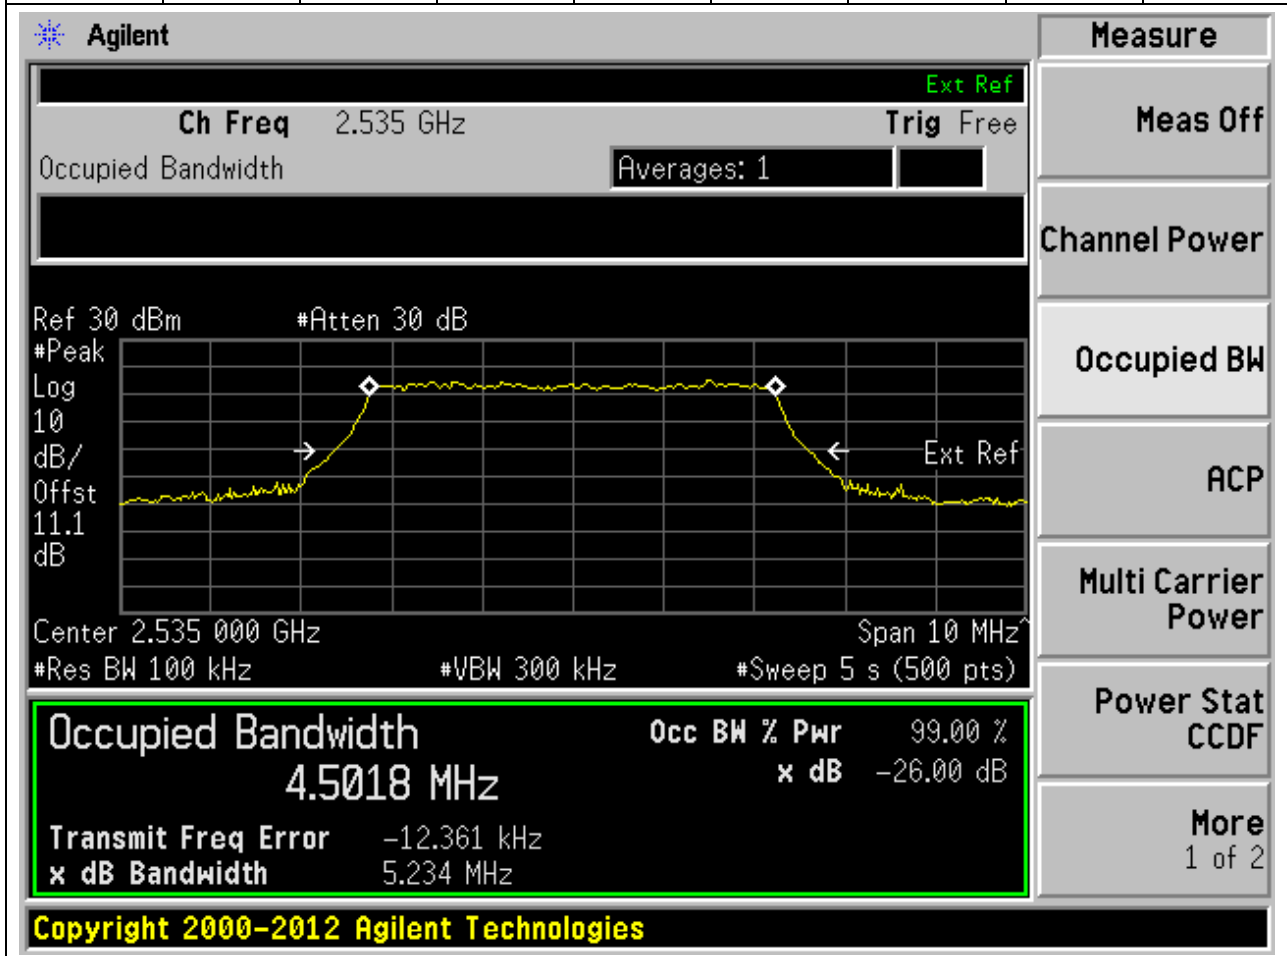 Agilent
Measure
Ext Ref
Ch Freq 2.535 GHz Trig Free
Meas Off
Occupied Bandwidth Averages: 1
Channel Power
Ref 30 dBm #Atten 30 dB
#Peak
Log
10
dB/
Offst
11.1
dB
Ext Ref
Occupied BW
ACP
Center 2.535 000 GHz Span 10 MHz^
#Res BW 100 kHz #VBW 300 kHz #Sweep 5 s (500 pts)
Multi Carrier
Power
Occupied Bandwidth Occ BW % Pwr 99.00 %
4.5018 MHz x dB -26.00 dB
Transmit Freq Error -12.361 kHz
x dB Bandwidth 5.234 MHz
Power Stat
CCDF
More
1 of 2
Copyright 2000-2012 Agilent Technologies